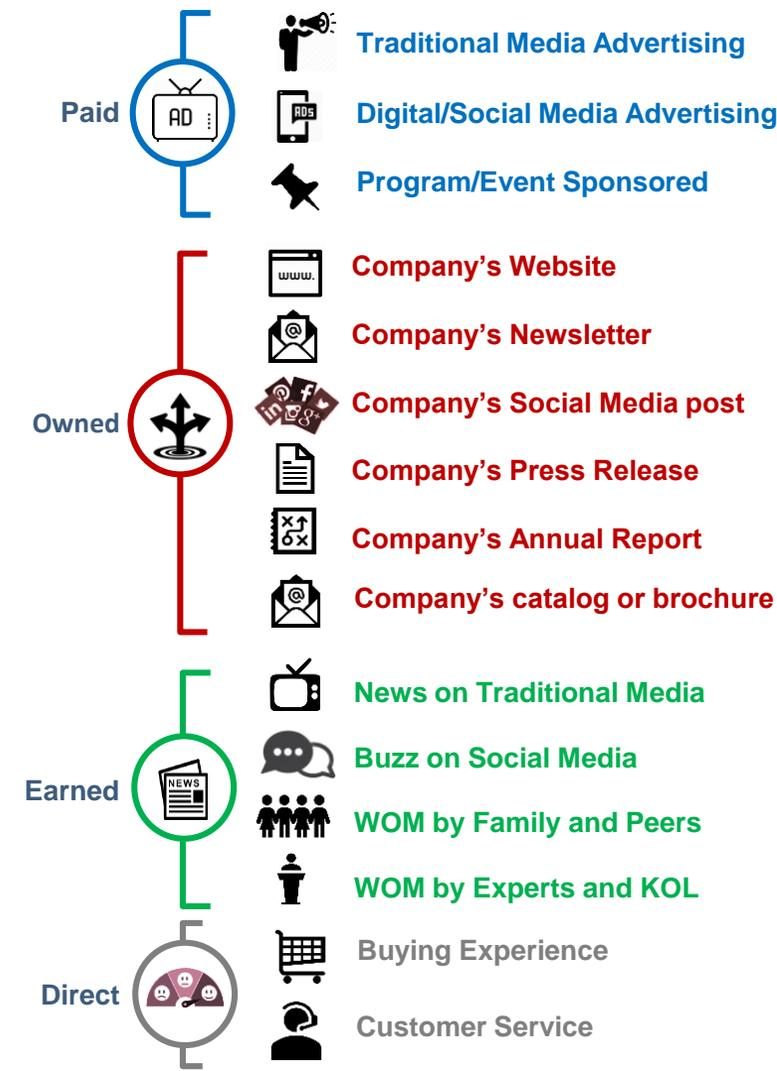 Paid
AD
Traditional Media Advertising
ADS
Digital/Social Media Advertising
Program/Event Sponsored
Owned
www.
Company's Website
@
Company's Newsletter
in f g+
Company's Social Media post
Company's Press Release
x
o x
Company's Annual Report
@
Company's catalog or brochure
Earned
NEWS
News on Traditional Media
Buzz on Social Media
WOM by Family and Peers
WOM by Experts and KOL
Direct
Buying Experience
Customer Service